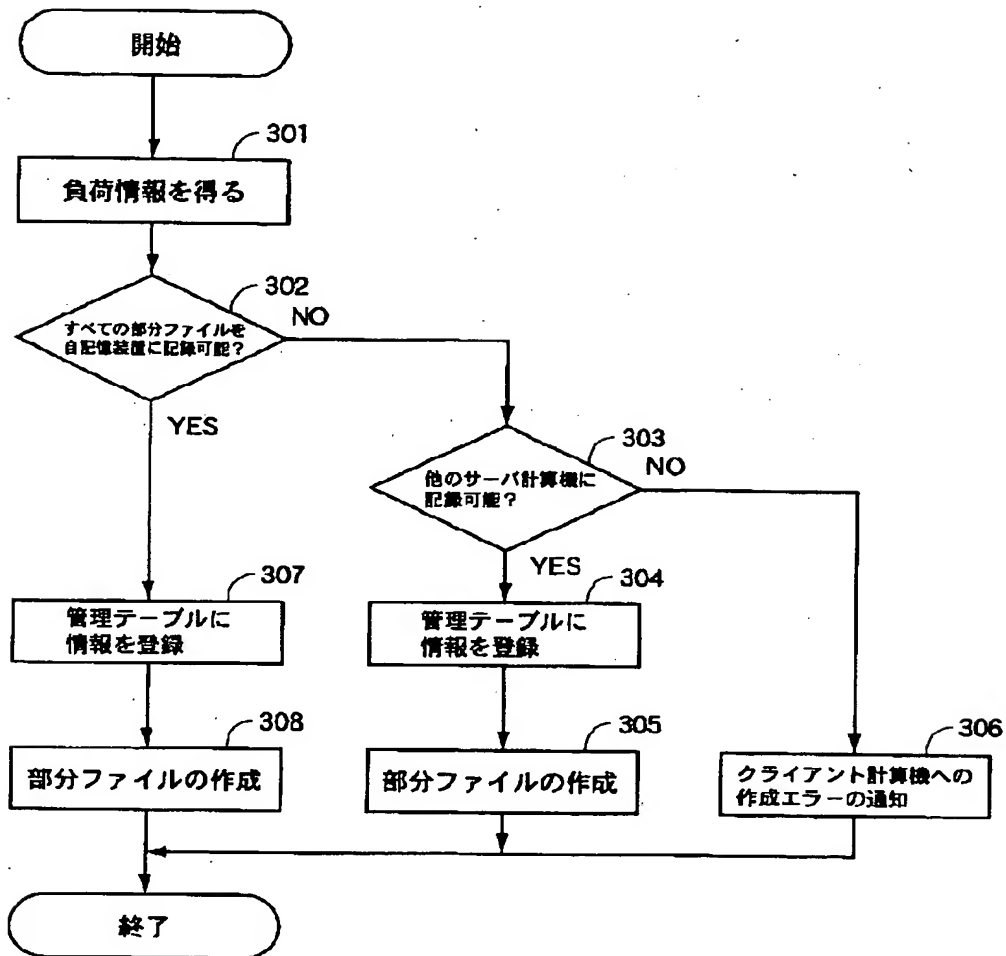 開始
301
負荷情報を得る
302
すべての部分ファイルを
自記憶装置に記録可能?
NO
YES
303
他のサーバ計算機に
記録可能?
NO
YES
307
管理テーブルに
情報を登録
304
管理テーブルに
情報を登録
308
部分ファイルの作成
305
部分ファイルの作成
306
クライアント計算機への
作成エラーの通知
終了